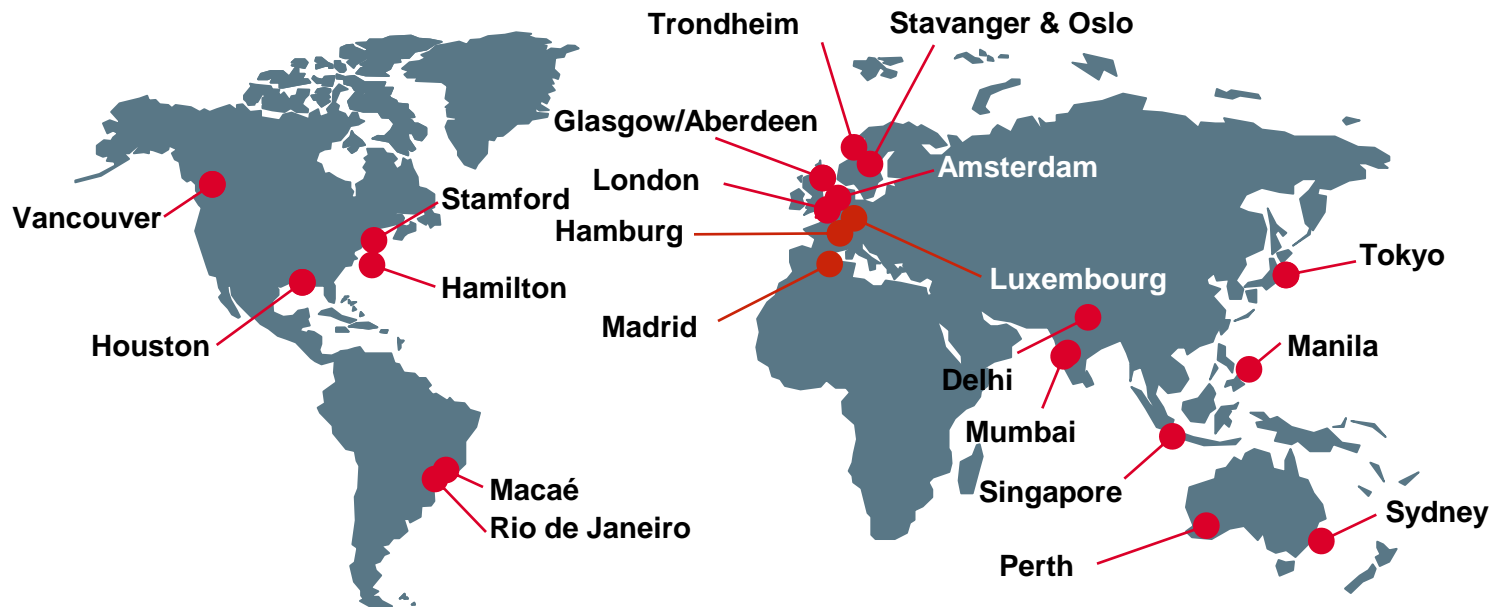 Trondheim
Stavanger & Oslo
Glasgow/Aberdeen
London
Amsterdam
Vancouver
Stamford
Hamburg
Tokyo
Hamilton
Luxembourg
Madrid
Houston
Manila
Delhi
Mumbai
Macaé
Singapore
Rio de Janeiro
Sydney
Perth